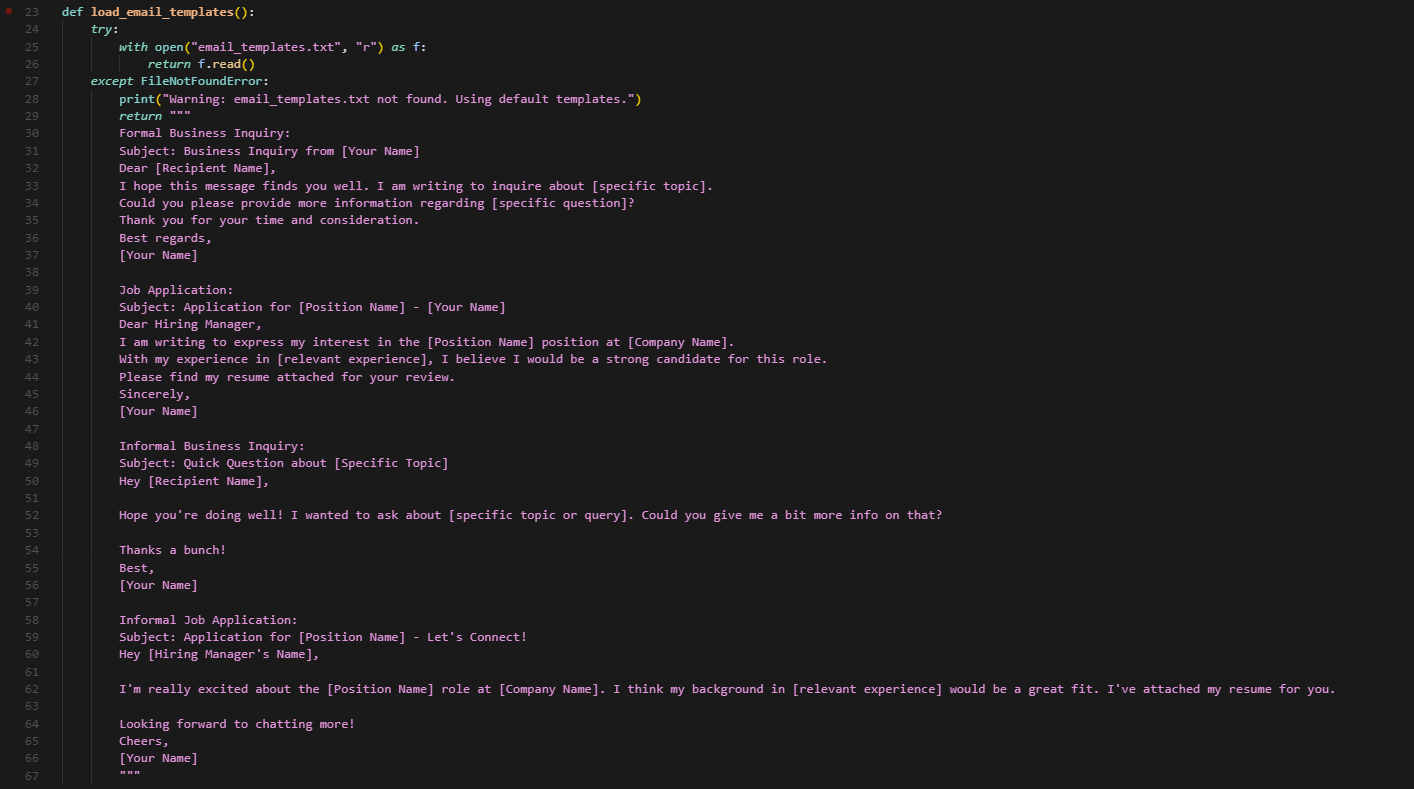 23 def load_email_templates():
24 try:
25 with open("email_templates.txt", "r") as f:
26 return f.read()
27 except FileNotFoundError:
28 print("Warning: email_templates.txt not found. Using default templates.")
29 return """
30 Formal Business Inquiry:
31 Subject: Business Inquiry from [Your Name]
32 Dear [Recipient Name],
33 I hope this message finds you well. I am writing to inquire about [specific topic].
34 Could you please provide more information regarding [specific question]?
35 Thank you for your time and consideration.
36 Best regards,
37 [Your Name]
38
39 Job Application:
40 Subject: Application for [Position Name] - [Your Name]
41 Dear Hiring Manager,
42 I am writing to express my interest in the [Position Name] position at [Company Name].
43 With my experience in [relevant experience], I believe I would be a strong candidate for this role.
44 Please find my resume attached for your review.
45 Sincerely,
46 [Your Name]
47
48 Informal Business Inquiry:
49 Subject: Quick Question about [Specific Topic]
50 Hey [Recipient Name],
51
52 Hope you're doing well! I wanted to ask about [specific topic or query]. Could you give me a bit more info on that?
53
54 Thanks a bunch!
55 Best,
56 [Your Name]
57
58 Informal Job Application:
59 Subject: Application for [Position Name] - Let's Connect!
60 Hey [Hiring Manager's Name],
61
62 I'm really excited about the [Position Name] role at [Company Name]. I think my background in [relevant experience] would be a great fit. I've attached my resume for you.
63
64 Looking forward to chatting more!
65 Cheers,
66 [Your Name]
67 """